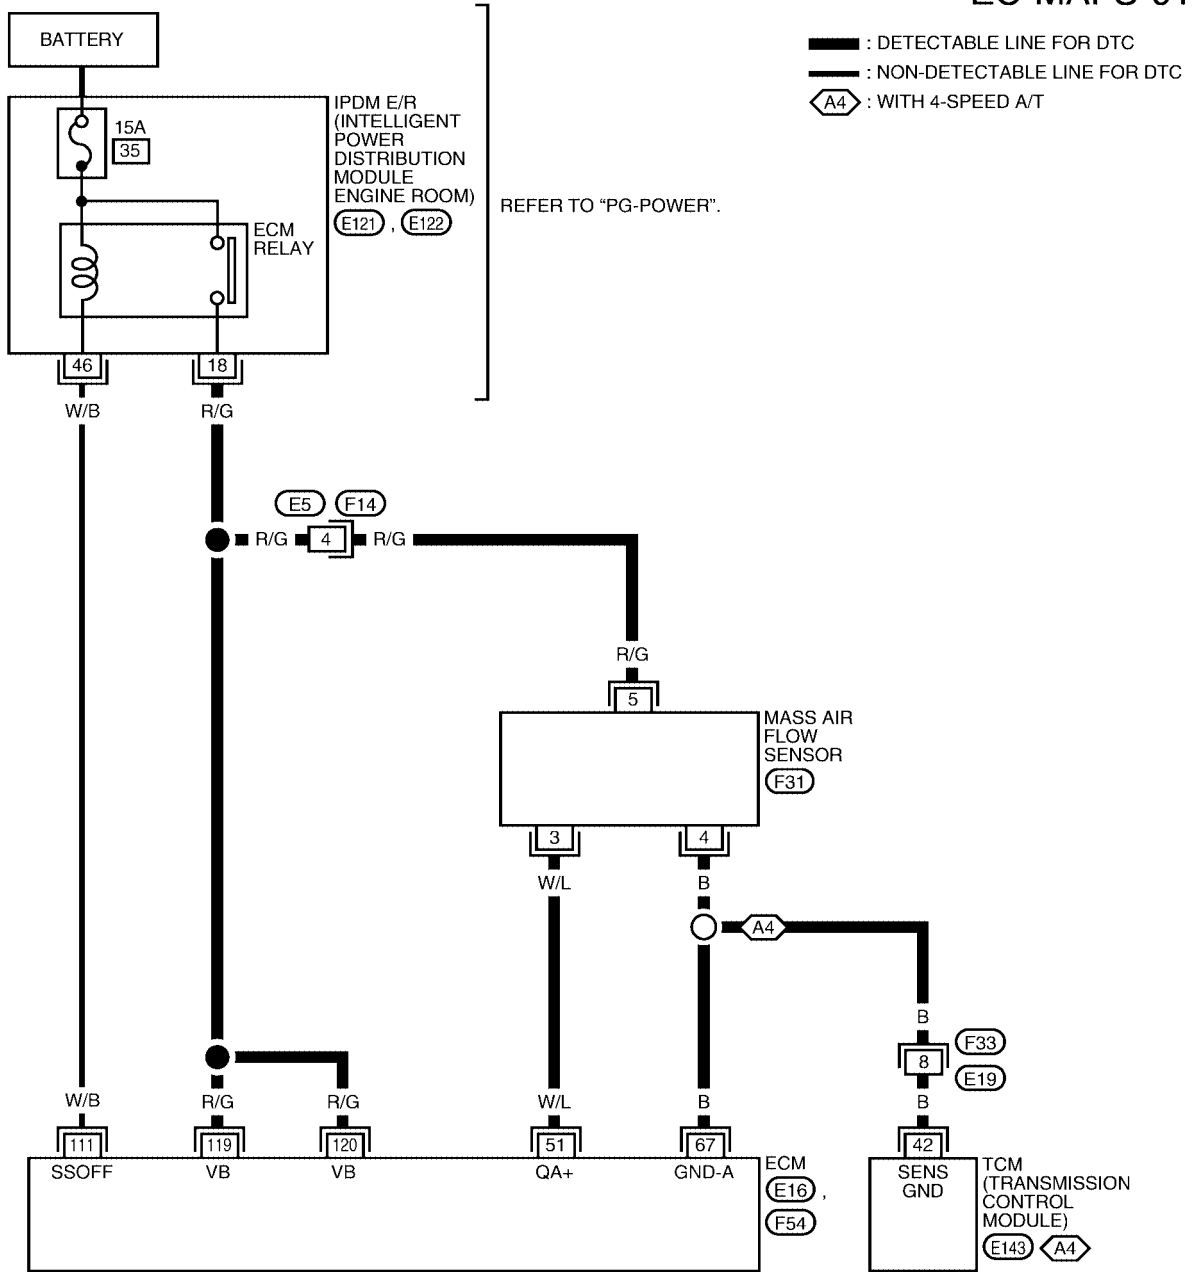 BATTERY
: DETECTABLE LINE FOR DTC
: NON-DETECTABLE LINE FOR DTC
A4 : WITH 4-SPEED A/T
15A
35
IPDM E/R
(INTELLIGENT
POWER
DISTRIBUTION
MODULE
ENGINE ROOM)
E121 , E122
REFER TO “PG-POWER”.
ECM
RELAY
46 18
W/B R/G
E5 F14
R/G 4 R/G
R/G
5
MASS AIR
FLOW
SENSOR
F31
3 4
W/L B
A4
B
F33
8
E19
W/B R/G R/G W/L B B
111 119 120 51 67 42
SSOFF VB VB QA+ GND-A
ECM
E16 ,
F54
SENS
GND
TCM
(TRANSMISSION
CONTROL
MODULE)
E143 A4